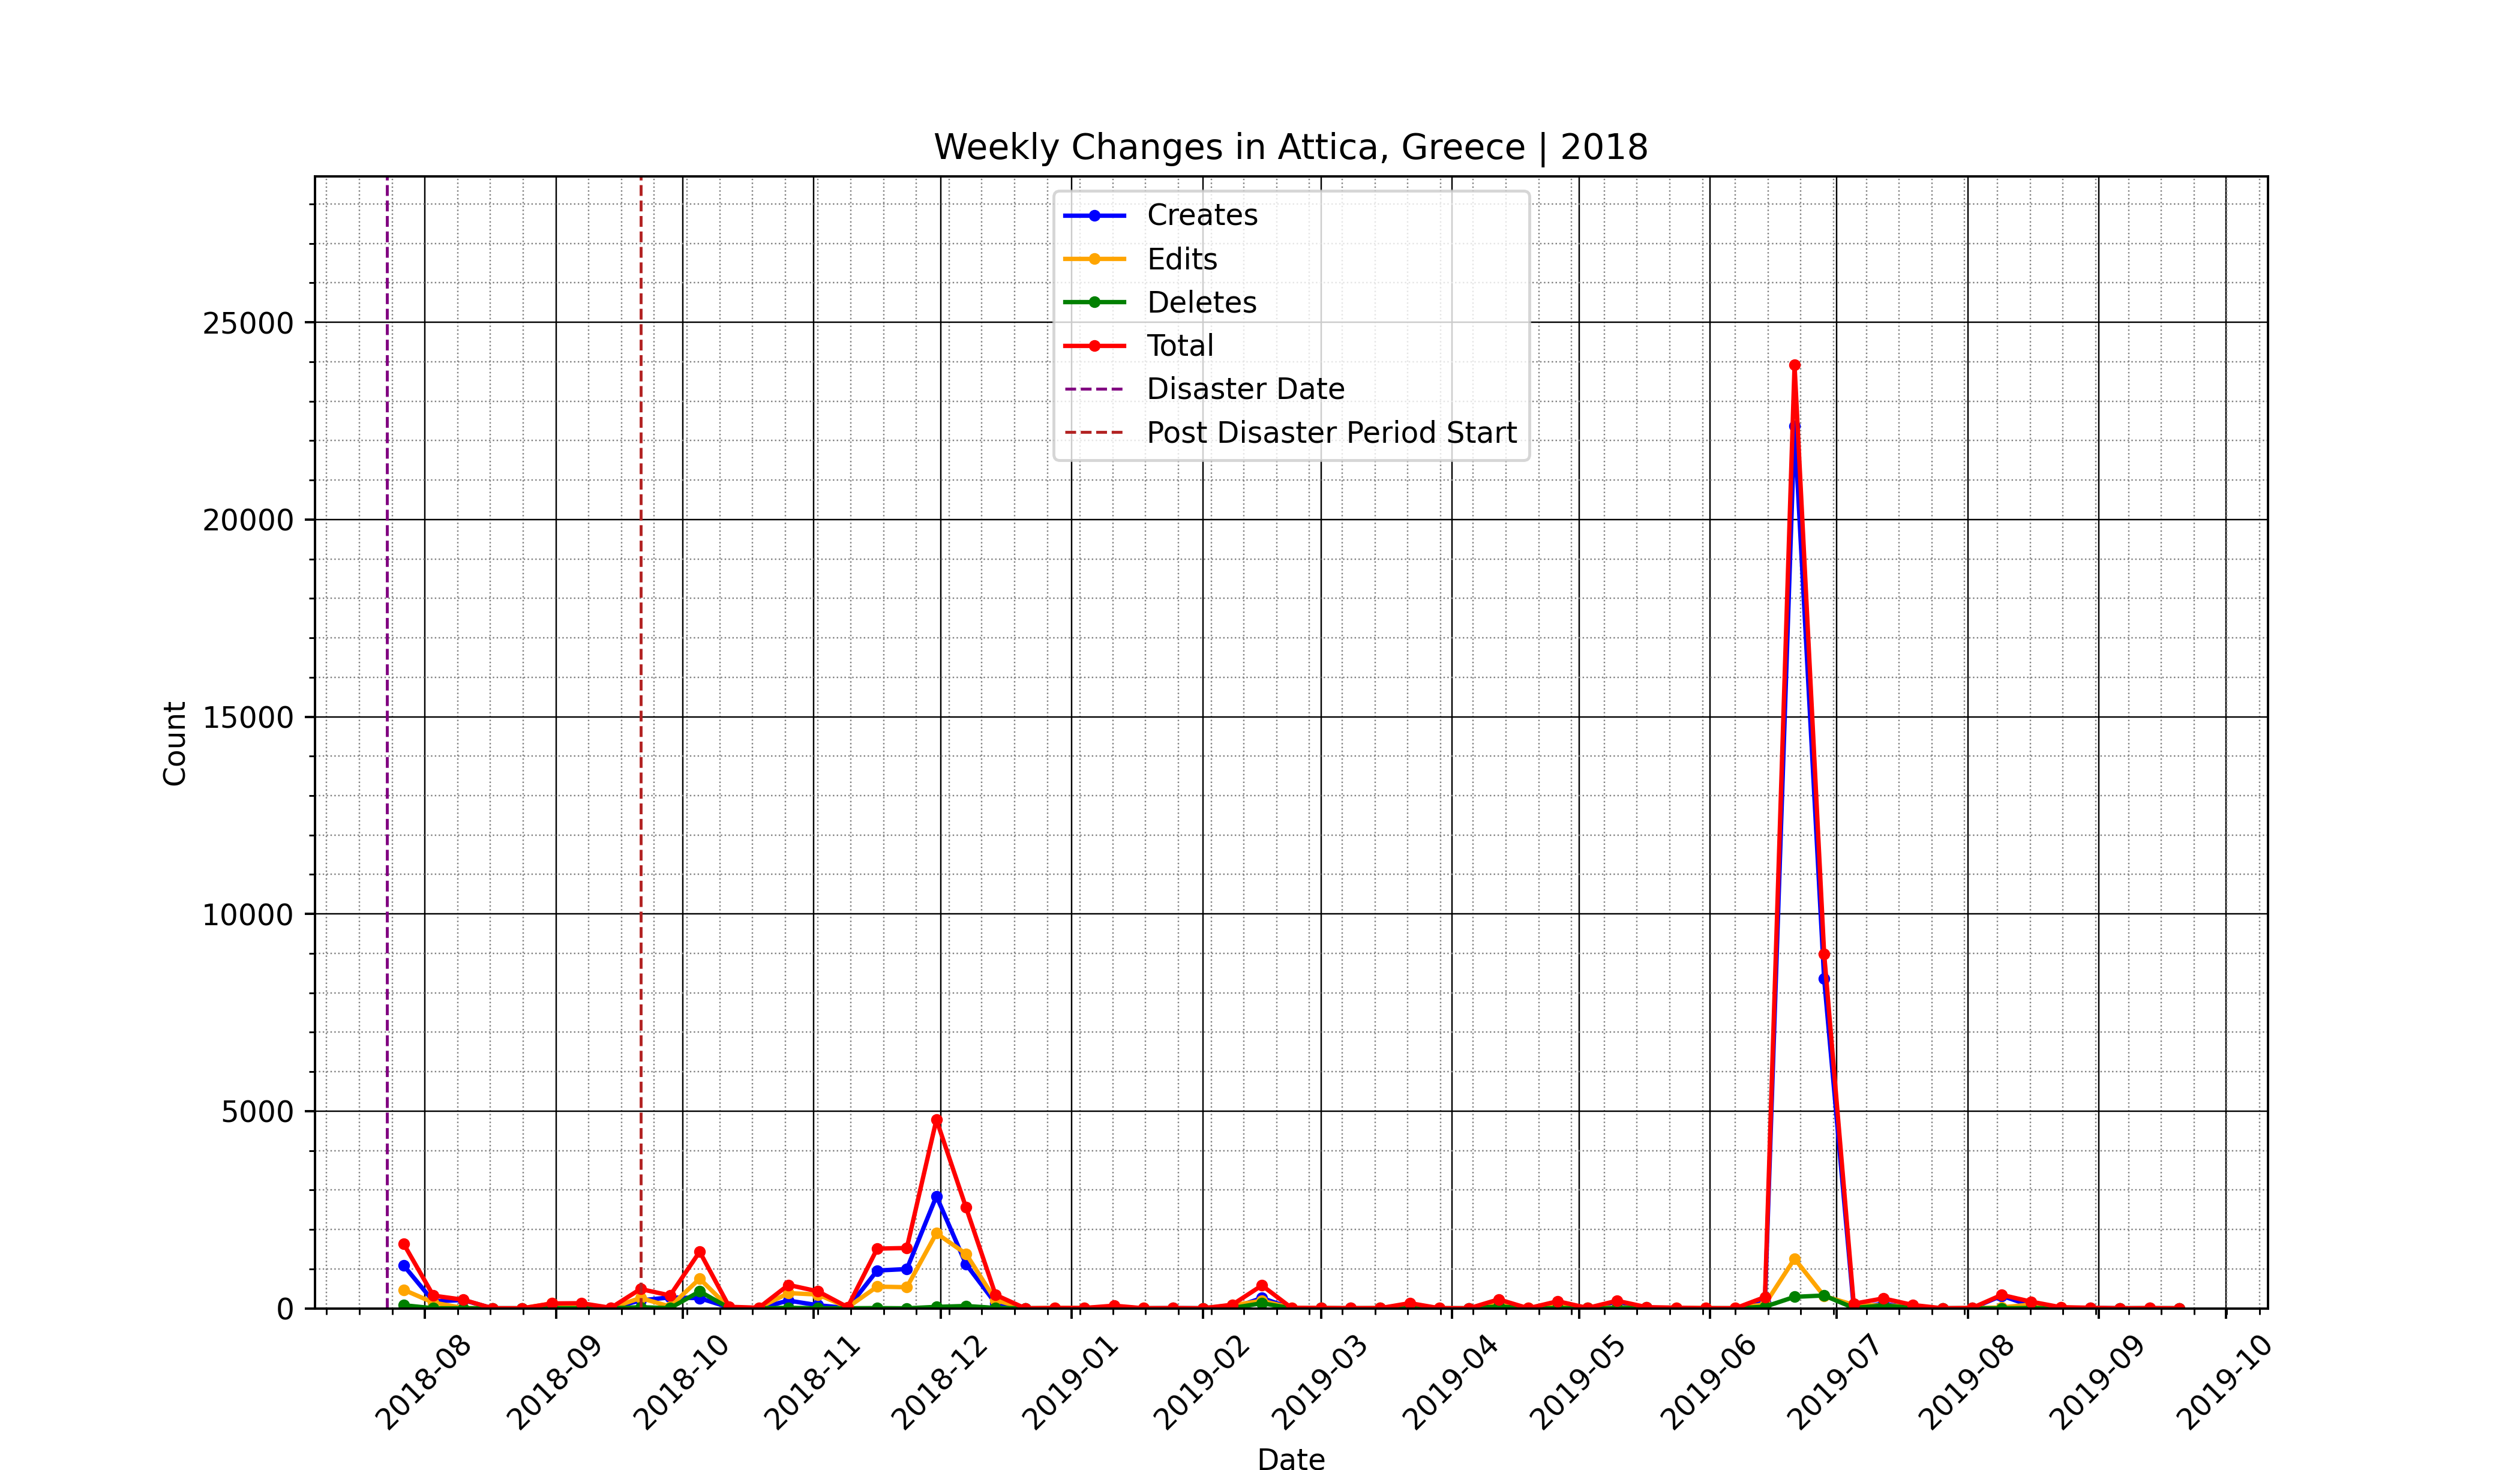 Weekly Changes in Attica, Greece | 2018
Creates
Edits
Deletes
Total
Disaster Date
Post Disaster Period Start
Count
25000
20000
15000
10000
5000
0
2018-08
2018-09
2018-10
2018-11
2018-12
2019-01
2019-02
2019-03
2019-04
2019-05
2019-06
2019-07
2019-08
2019-09
2019-10
Date